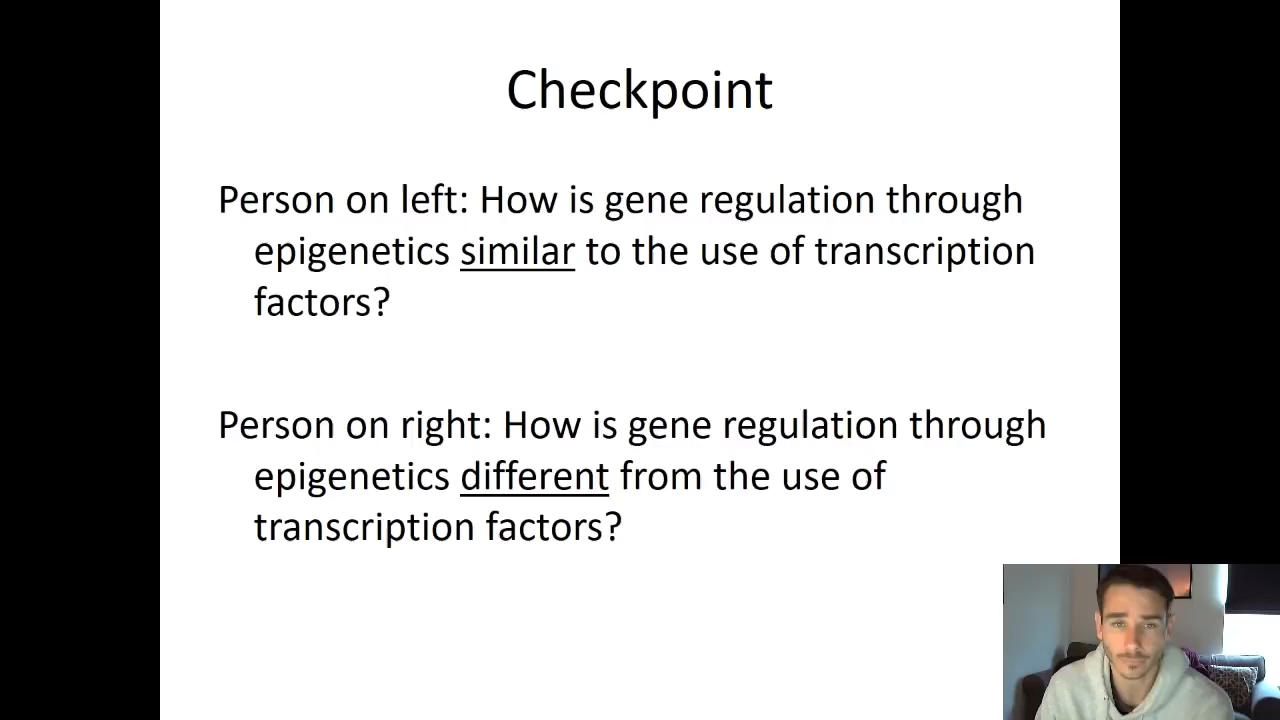 Checkpoint
Person on left: How is gene regulation through
epigenetics similar to the use of transcription
factors?
Person on right: How is gene regulation through
epigenetics different from the use of
transcription factors?